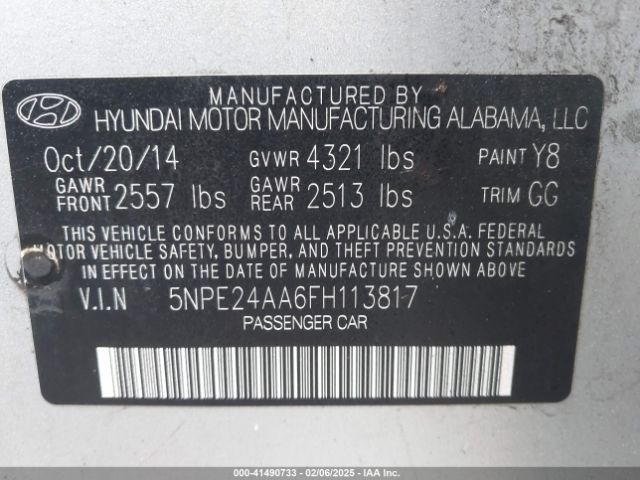 MANUFACTURED BY
HYUNDAI MOTOR MANUFACTURING ALABAMA, LLC
Oct/20/14 GVWR 4321 lbs PAINT Y8
GAWR FRONT 2557 lbs GAWR REAR 2513 lbs TRIM GG
THIS VEHICLE CONFORMS TO ALL APPLICABLE U.S.A. FEDERAL
MOTOR VEHICLE SAFETY, BUMPER, AND THEFT PREVENTION STANDARDS
IN EFFECT ON THE DATE OF MANUFACTURE SHOWN ABOVE.
V.I.N 5NPE24AA6FH113817
PASSENGER CAR
000-41490733 - 02/06/2025 - IAAI.COM